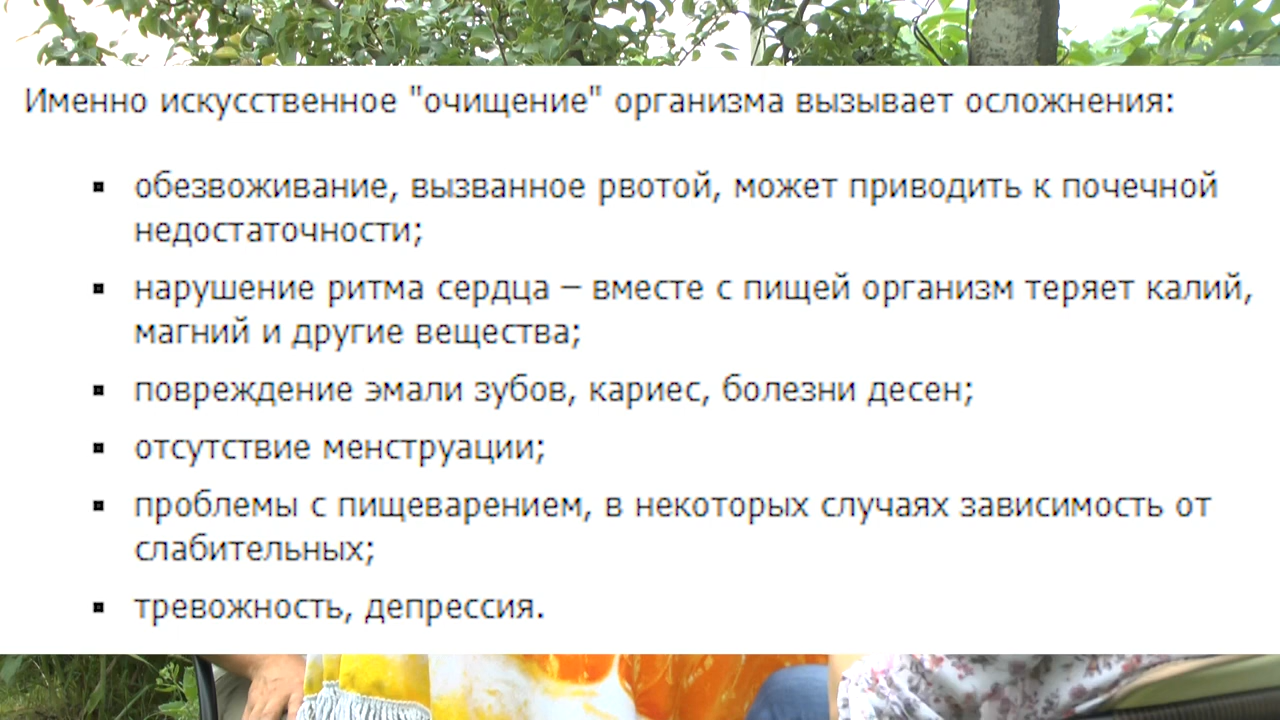 Именно искусственное "очищение" организма вызывает осложнения:
▪ обезвоживание, вызванное рвотой, может приводить к почечной
недостаточности;
▪ нарушение ритма сердца – вместе с пищей организм теряет калий,
магний и другие вещества;
▪ повреждение эмали зубов, кариес, болезни десен;
▪ отсутствие менструации;
▪ проблемы с пищеварением, в некоторых случаях зависимость от
слабительных;
▪ тревожность, депрессия.